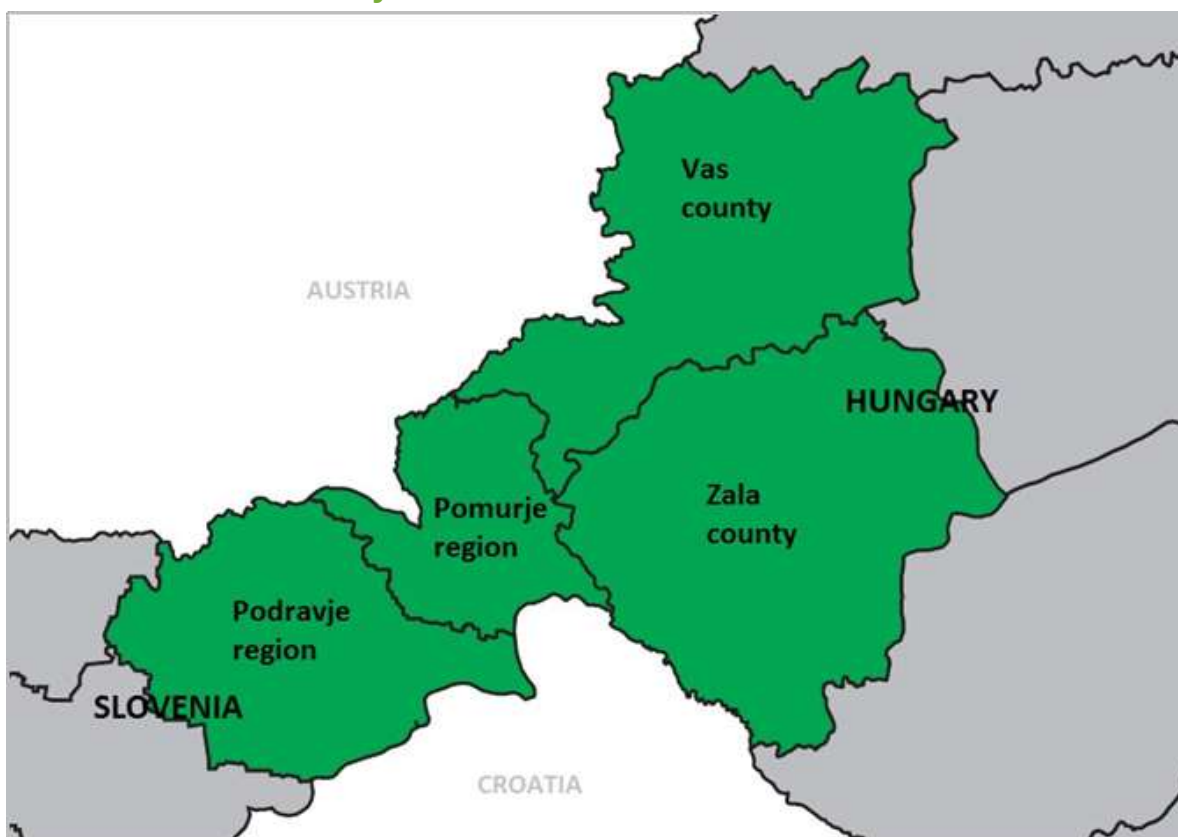 Vas
county
AUSTRIA
HUNGARY
Zala
county
Pomurje
region
Podravje
region
SLOVENIA
CROATIA